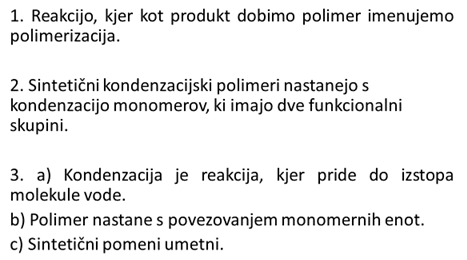 1. Reakcijo, kjer kot produkt dobimo polimer imenujemo
polimerizacija.
2. Sintetični kondenzacijski polimeri nastanejo s
kondenzacijo monomerov, ki imajo dve funkcionalni
skupini.
3. a) Kondenzacija je reakcija, kjer pride do izstopa
molekule vode.
b) Polimer nastane s povezovanjem monomernih enot.
c) Sintetični pomeni umetni.